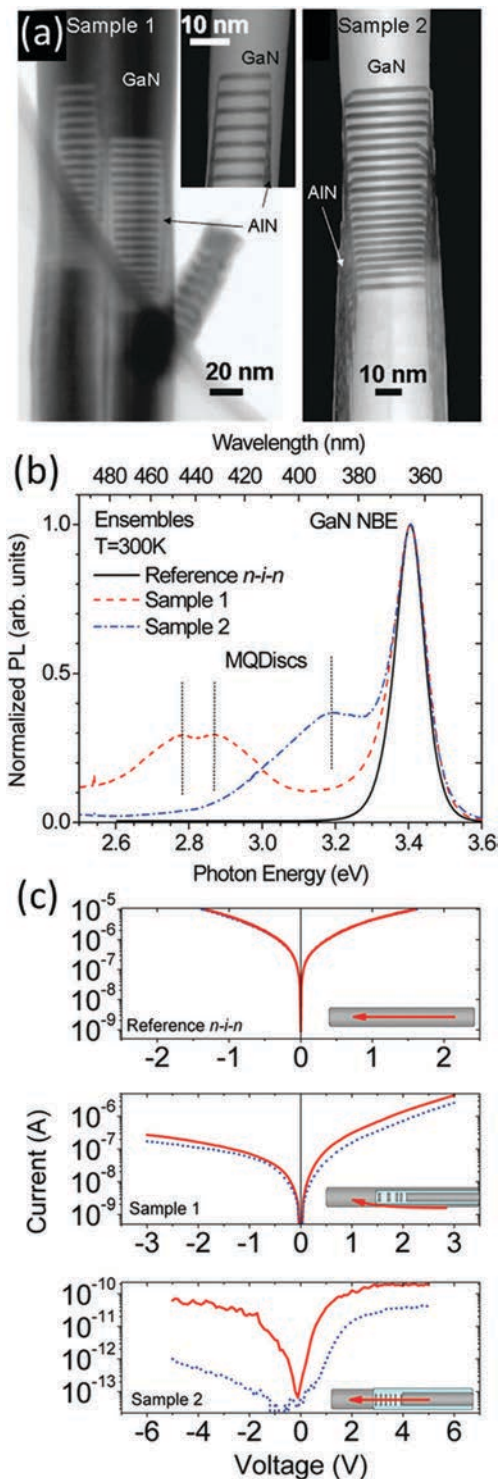 (a)
Sample 1
GaN
10 nm
AlN
20 nm
Sample 2
GaN
AlN
10 nm
(b)
Wavelength (nm)
480 460 440 420 400 380 360
Normalized PL (arb. units)
1.0
0.5
0.0
Ensembles
T=300K
Reference n-i-n
Sample 1
Sample 2
GaN NBE
MQDiscs
2.6 2.8 3.0 3.2 3.4 3.6
Photon Energy (eV)
(c)
Current (A)
10⁻⁵
10⁻⁶
10⁻⁷
10⁻⁸
10⁻⁹
Reference n-i-n
-2 -1 0 1 2
10⁻⁶
10⁻⁷
10⁻⁸
10⁻⁹
Sample 1
-3 -2 -1 0 1 2 3
10⁻¹⁰
10⁻¹¹
10⁻¹²
10⁻¹³
Sample 2
-6 -4 -2 0 2 4 6
Voltage (V)